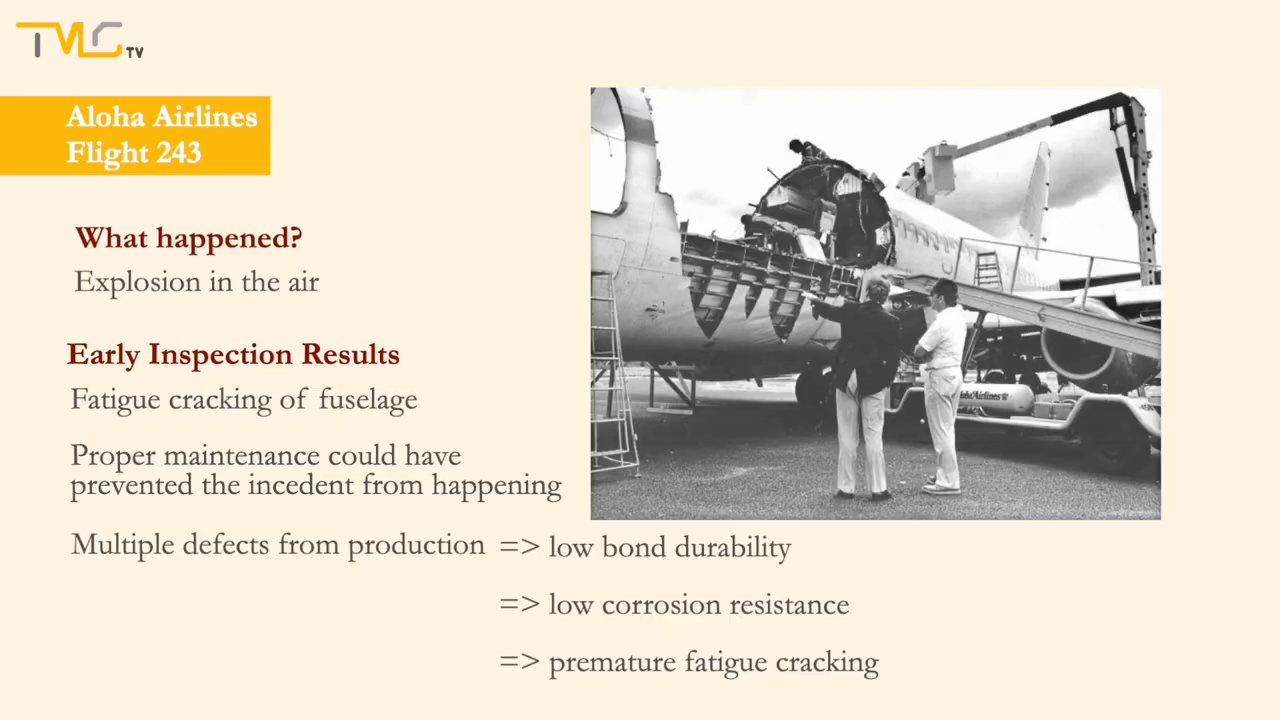 TMC TV
Aloha Airlines
Flight 243
What happened?
Explosion in the air
Early Inspection Results
Fatigue cracking of fuselage
Proper maintenance could have
prevented the incedent from happening
Multiple defects from production => low bond durability
=> low corrosion resistance
=> premature fatigue cracking
AlohaAirlines